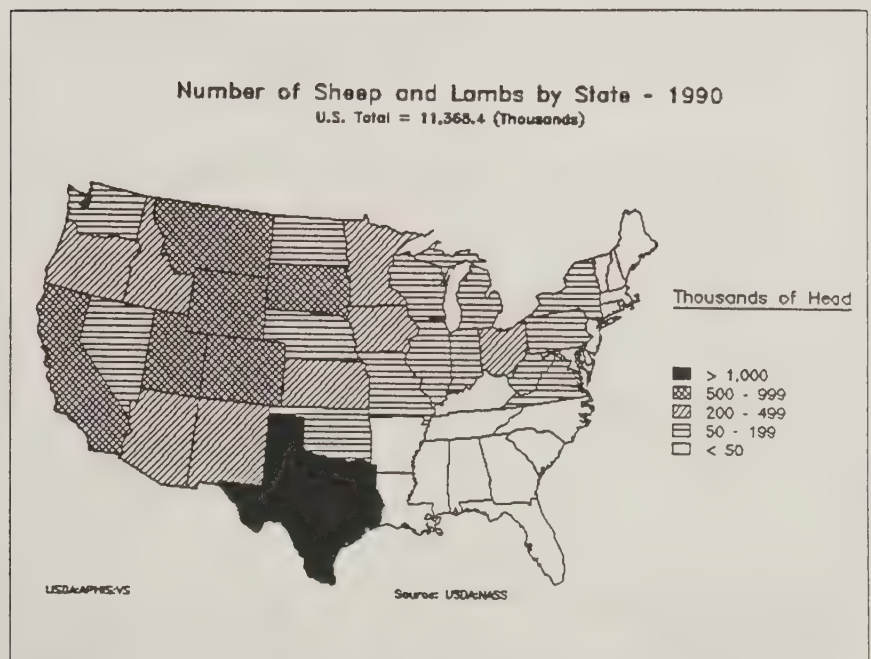 Number of Sheep and Lambs by State - 1990
U.S. Total = 11,368.4 (Thousands)
Thousands of Head
> 1,000
500 - 999
200 - 499
50 - 199
< 50
USDA:APHIS:VS
Source: USDA:NASS